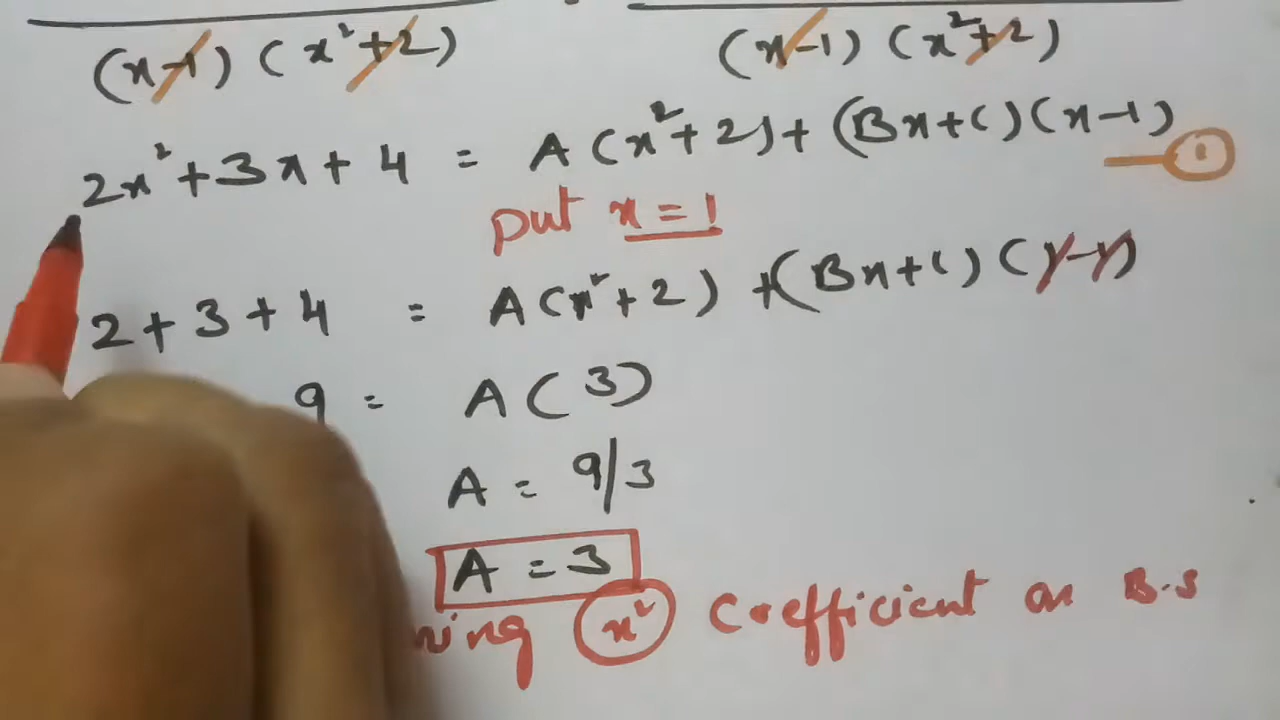 (x-1) (x²+2) (x-1) (x²+2)
2x²+3x+4 = A(x²+2)+(Bx+C)(x-1) — 1
put x=1
2+3+4 = A(x²+2) +(Bx+C)(1-1)
9 = A(3)
A = 9/3
A = 3
x² coefficient on B.S